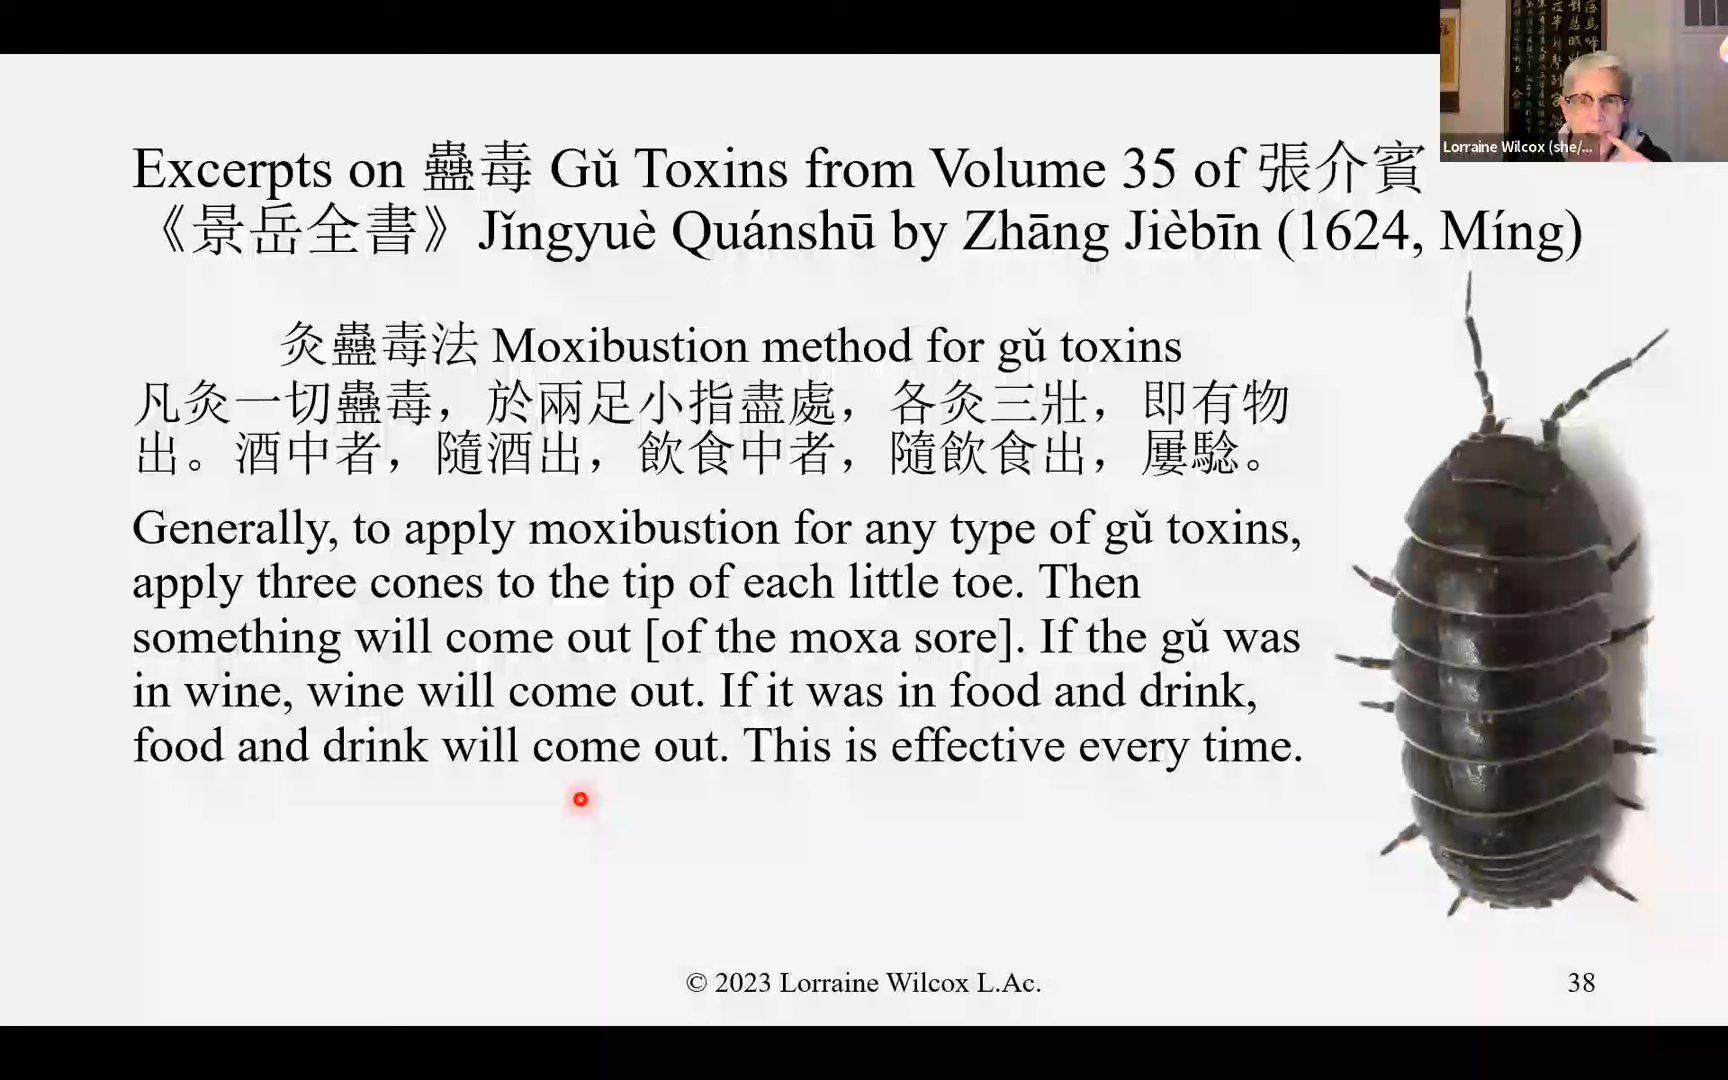 Excerpts on 蠱毒 Gǔ Toxins from Volume 35 of 張介賓
《景岳全書》Jǐngyuè Quánshū by Zhāng Jièbīn (1624, Míng)
灸蠱毒法 Moxibustion method for gǔ toxins
凡灸一切蠱毒，於兩足小指盡處，各灸三壯，即有物
出。酒中者，隨酒出，飲食中者，隨飲食出，屢騐。
Generally, to apply moxibustion for any type of gǔ toxins,
apply three cones to the tip of each little toe. Then
something will come out [of the moxa sore]. If the gǔ was
in wine, wine will come out. If it was in food and drink,
food and drink will come out. This is effective every time.
© 2023 Lorraine Wilcox L.Ac.
38
Lorraine Wilcox (she/...